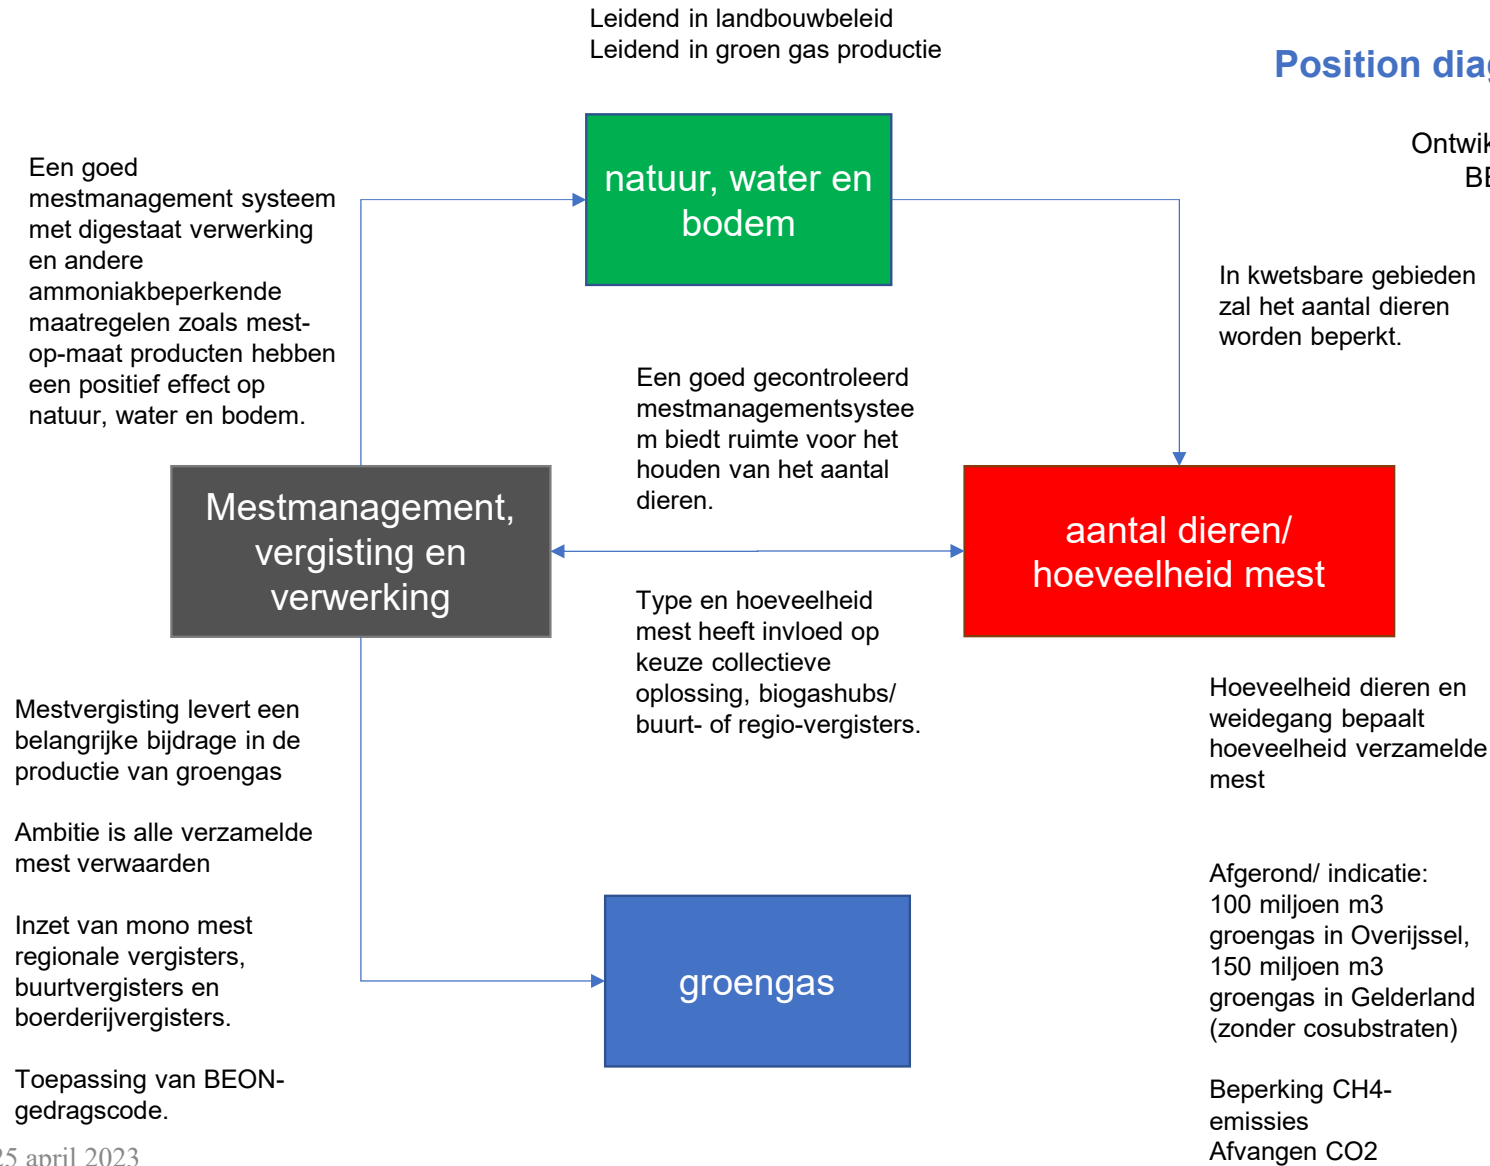 Leidend in landbouwbeleid
Leidend in groen gas productie
Position
natuur, water en
bodem
Een goed
mestmanagement systeem
met digestaat verwerking
en andere
ammoniakbeperkende
maatregelen zoals mest-
op-maat producten hebben
een positief effect op
natuur, water en bodem.
In kwetsbare gebieden
zal het aantal dieren
worden beperkt.
Een goed gecontroleerd
mestmanagementsystee
m biedt ruimte voor het
houden van het aantal
dieren.
Mestmanagement,
vergisting en
verwerking
aantal dieren/
hoeveelheid mest
Type en hoeveelheid
mest heeft invloed op
keuze collectieve
oplossing, biogashubs/
buurt- of regio-vergisters.
Mestvergisting levert een
belangrijke bijdrage in de
productie van groengas
Ambitie is alle verzamelde
mest verwaarden
Inzet van mono mest
regionale vergisters,
buurtvergisters en
boerderijvergisters.
Toepassing van BEON-
gedragscode.
groengas
Hoeveelheid dieren en
weidegang bepaalt
hoeveelheid verzamelde
mest
Afgerond/ indicatie:
100 miljoen m3
groengas in Overijssel,
150 miljoen m3
groengas in Gelderland
(zonder cosubstraten)
Beperking CH4-
emissies
Afvangen CO2
25 april 2023